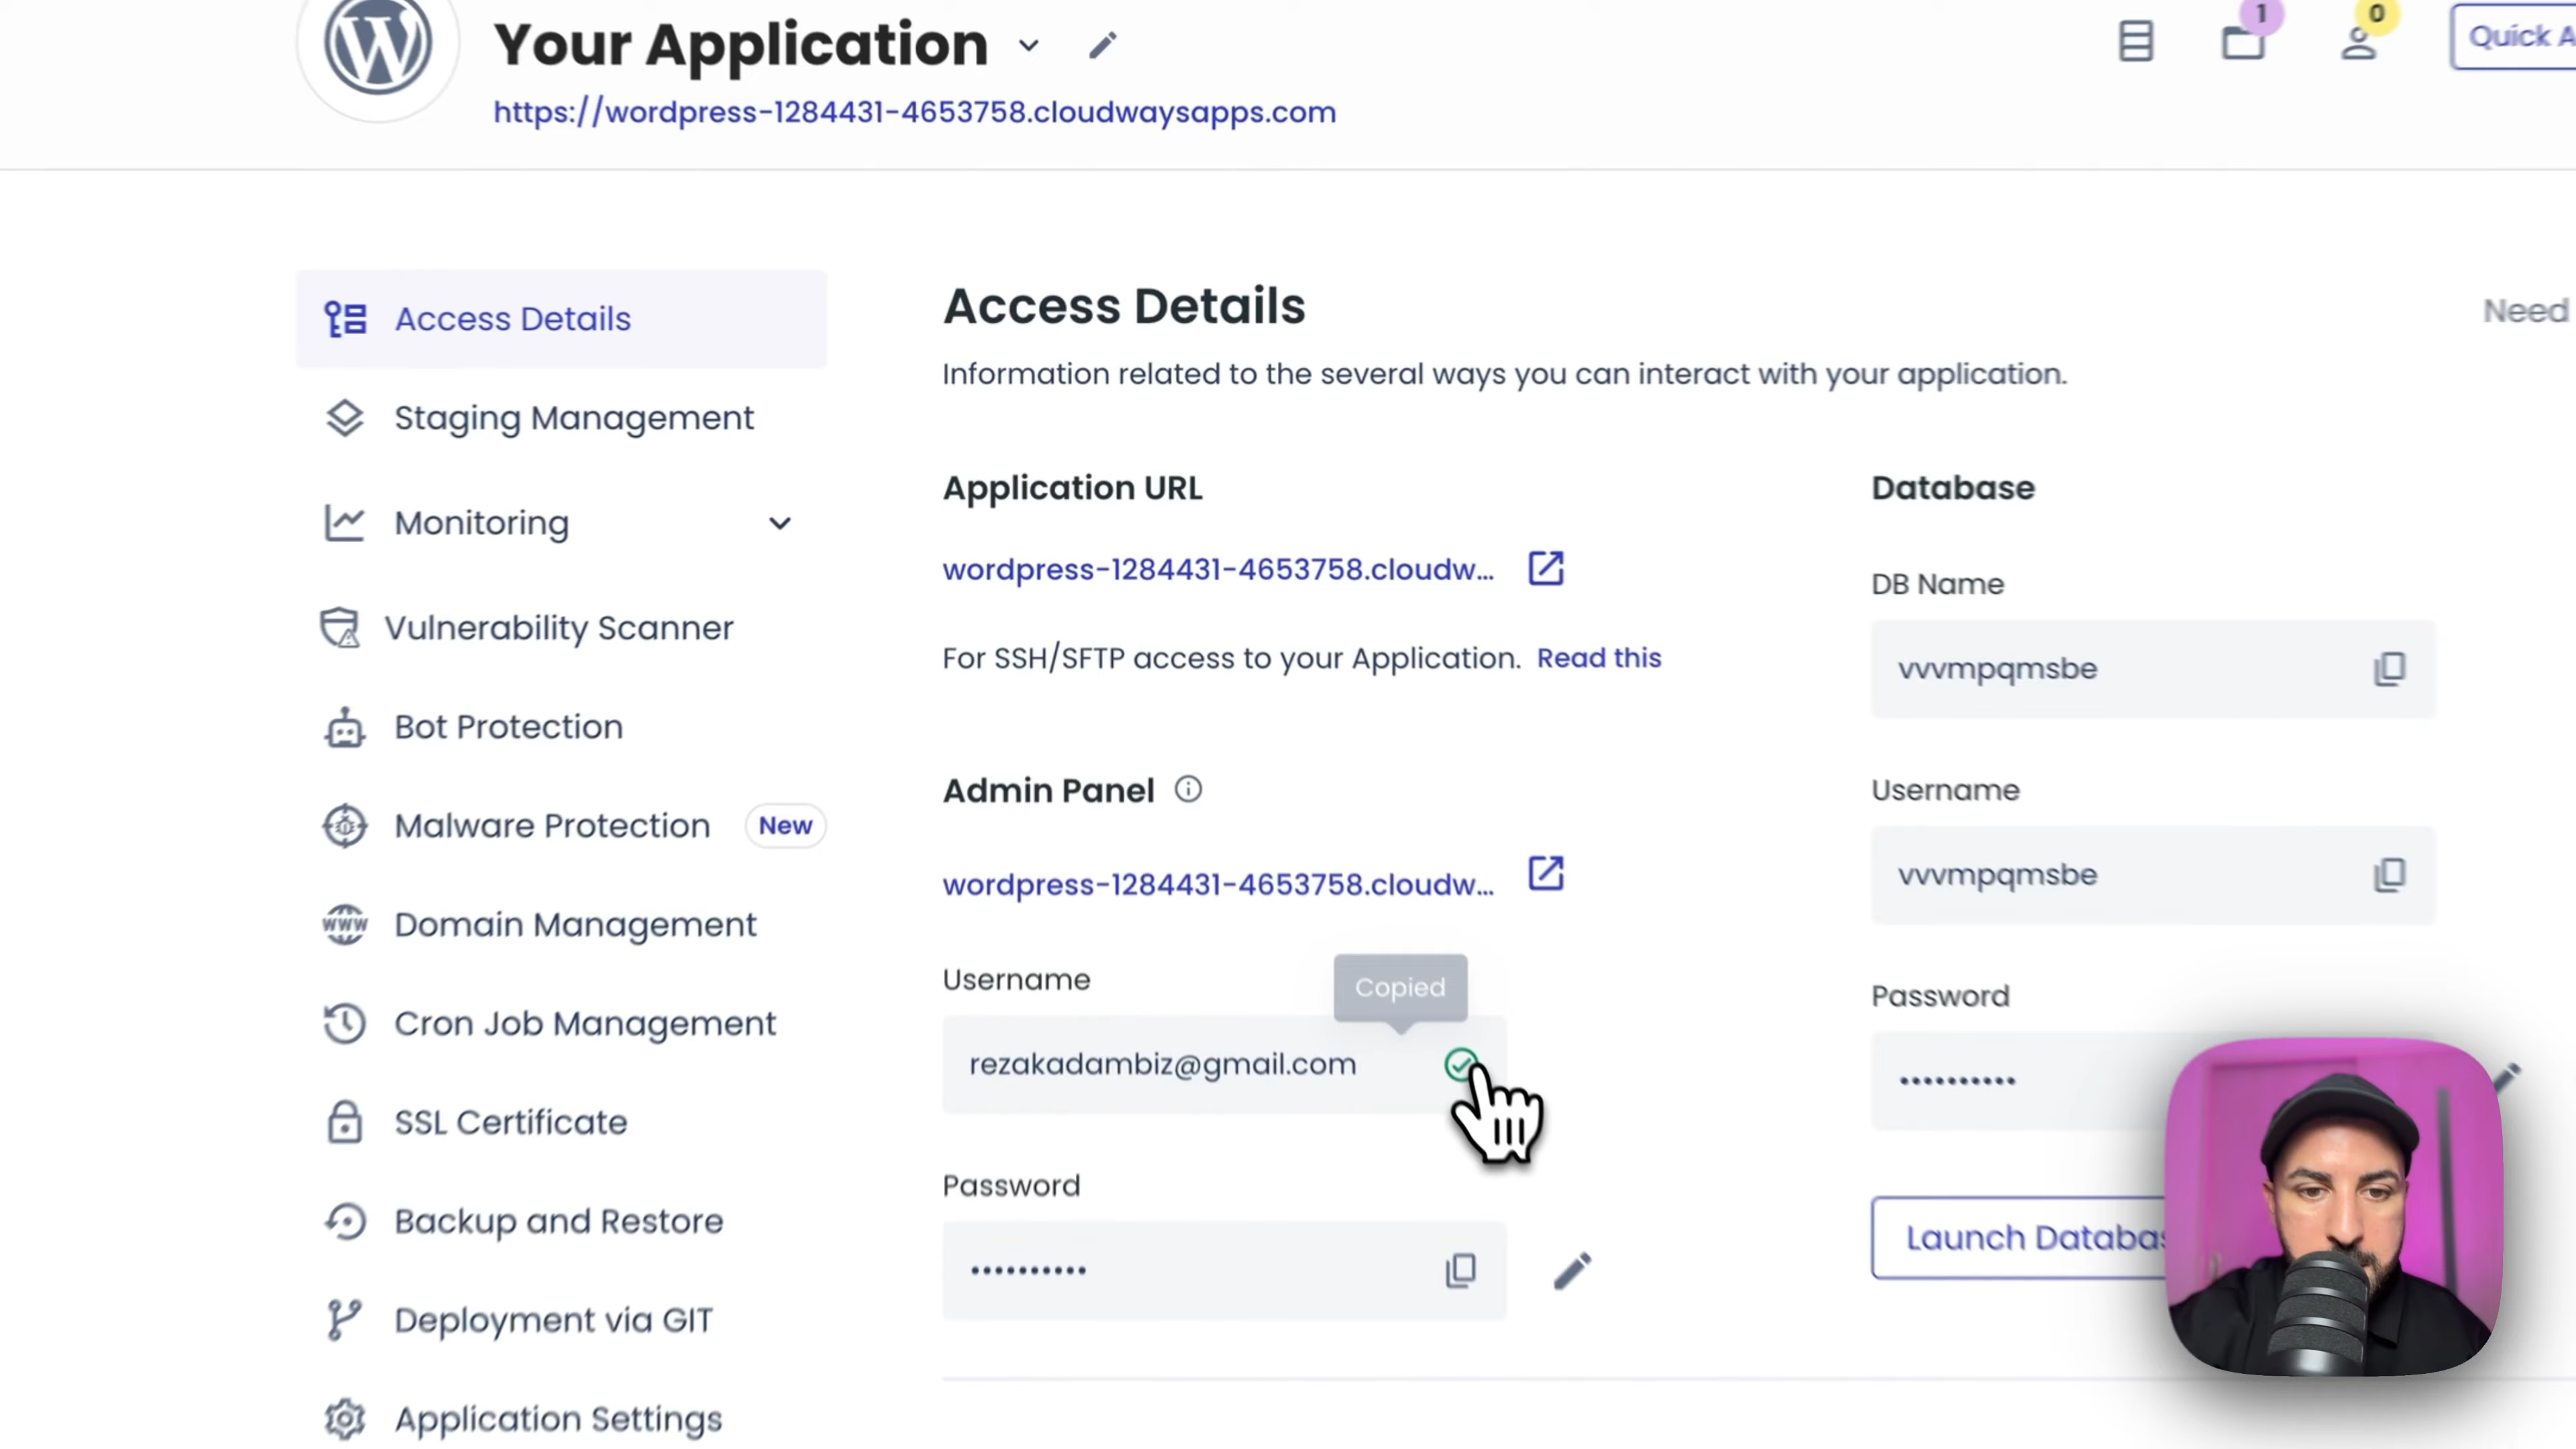 Your Application
https://wordpress-1284431-4653758.cloudwaysapps.com
1
0
Quick A
Access Details
Staging Management
Monitoring
Vulnerability Scanner
Bot Protection
Malware Protection New
Domain Management
Cron Job Management
SSL Certificate
Backup and Restore
Deployment via GIT
Application Settings
Access Details
Need
Information related to the several ways you can interact with your application.
Application URL
wordpress-1284431-4653758.cloudw...
For SSH/SFTP access to your Application. Read this
Admin Panel
wordpress-1284431-4653758.cloudw...
Username
Copied
rezakadambiz@gmail.com
Password
••••••••••
Database
DB Name
vvvmpqmsbe
Username
vvvmpqmsbe
Password
••••••••••
Launch Databas